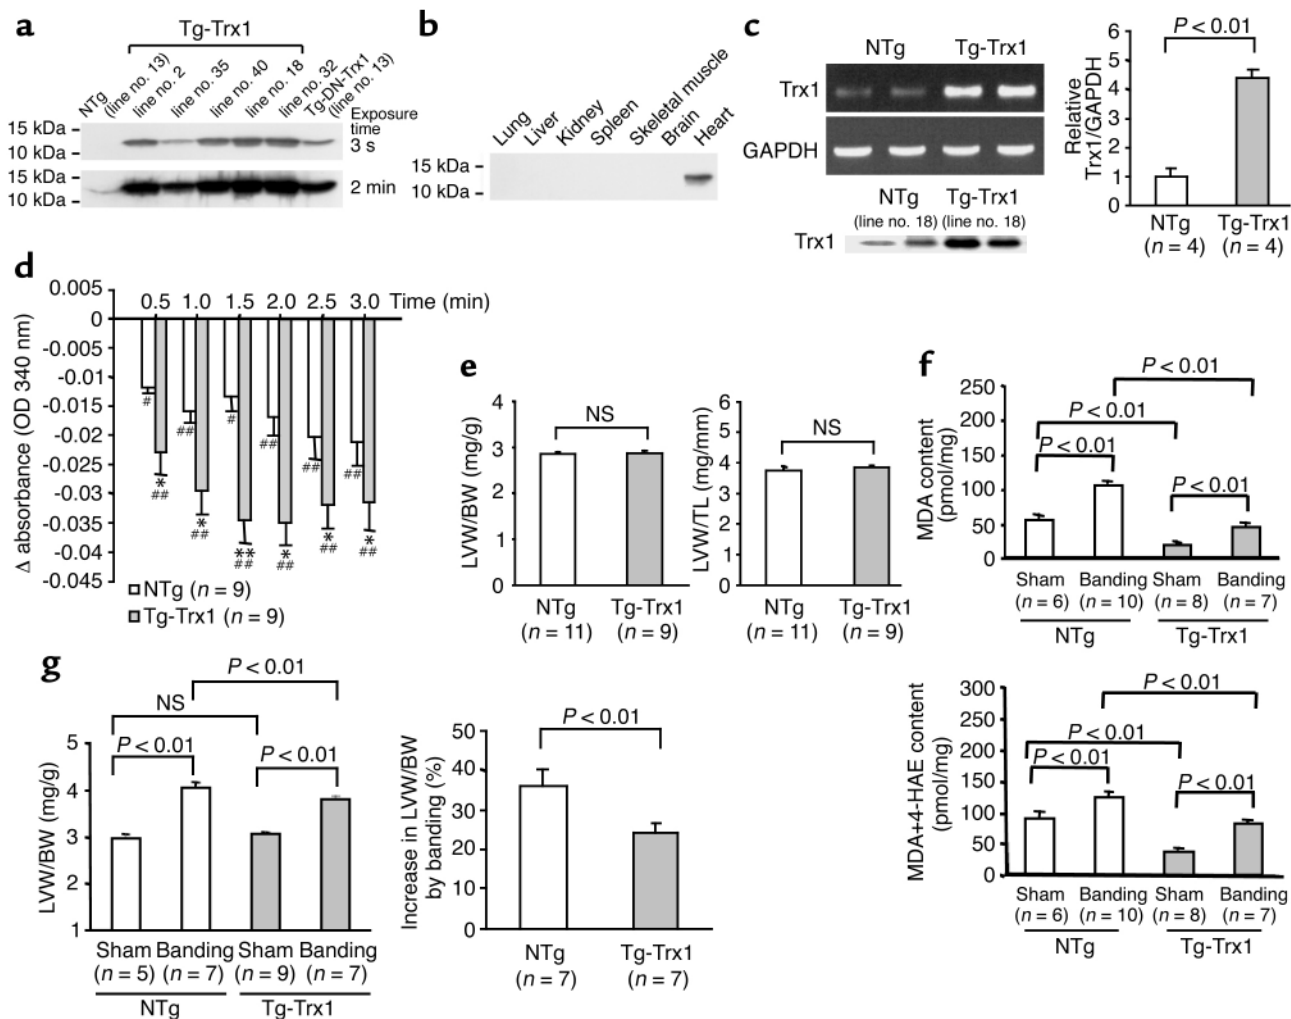 a
Tg-Trx1
NTg
(line no. 13)
line no. 2
line no. 35
line no. 40
line no. 18
line no. 32
Tg-DN-Trx1
(line no. 13)
Exposure
time
15 kDa
10 kDa
3 s
15 kDa
10 kDa
2 min
b
Lung
Liver
Kidney
Spleen
Skeletal muscle
Brain
Heart
15 kDa
10 kDa
c
NTg Tg-Trx1
Trx1
GAPDH
NTg Tg-Trx1
(line no. 18) (line no. 18)
Trx1
P < 0.01
Relative
Trx1/GAPDH
6
5
4
3
2
1
0
NTg Tg-Trx1
(n = 4) (n = 4)
d
Δ absorbance (OD 340 nm)
0.005
0
-0.005
-0.01
-0.015
-0.02
-0.025
-0.03
-0.035
-0.04
-0.045
0.5 1.0 1.5 2.0 2.5 3.0 Time (min)
# ## # ## ## ##
* * ** * * *
## ## ## ## ## ##
NTg (n = 9)
Tg-Trx1 (n = 9)
e
LVW/BW (mg/g)
4
3
2
1
0
NS
NTg Tg-Trx1
(n = 11) (n = 9)
LVW/TL (mg/mm)
6
5
4
3
2
1
0
NS
NTg Tg-Trx1
(n = 11) (n = 9)
f
MDA content
(pmol/mg)
250
200
150
100
50
0
P < 0.01
P < 0.01
P < 0.01
P < 0.01
Sham Banding Sham Banding
(n = 6) (n = 10) (n = 8) (n = 7)
NTg Tg-Trx1
MDA+4-HAE content
(pmol/mg)
300
250
200
150
100
50
0
P < 0.01
P < 0.01
P < 0.01
P < 0.01
Sham Banding Sham Banding
(n = 6) (n = 10) (n = 8) (n = 7)
NTg Tg-Trx1
g
LVW/BW (mg/g)
5
4
3
2
1
P < 0.01
NS
P < 0.01
P < 0.01
Sham Banding Sham Banding
(n = 5) (n = 7) (n = 9) (n = 7)
NTg Tg-Trx1
Increase in LVW/BW
by banding (%)
50
40
30
20
10
0
P < 0.01
NTg Tg-Trx1
(n = 7) (n = 7)